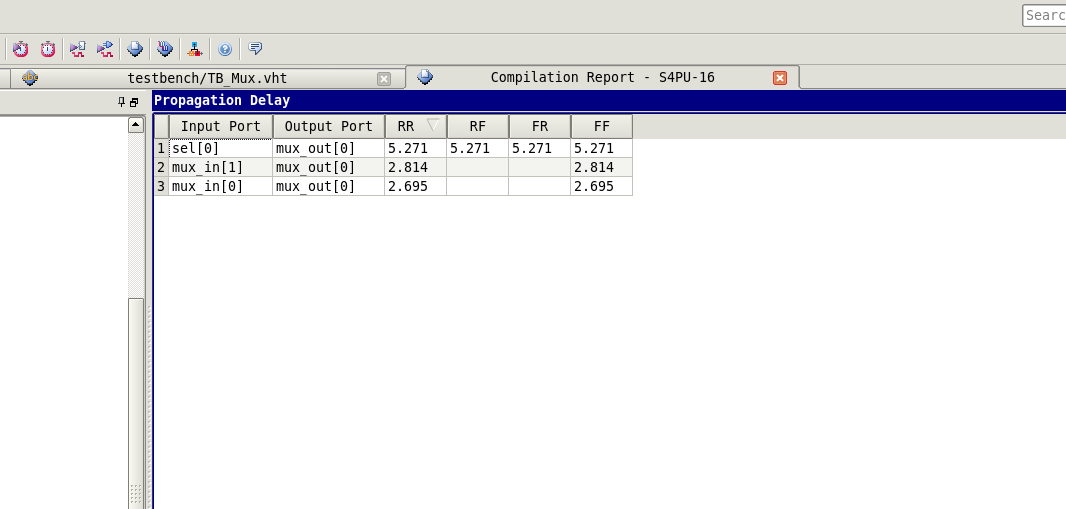 Searc
testbench/TB_Mux.vht
Compilation Report - S4PU-16
Propagation Delay
Input Port Output Port RR RF FR FF
1 sel[0] mux_out[0] 5.271 5.271 5.271 5.271
2 mux_in[1] mux_out[0] 2.814 2.814
3 mux_in[0] mux_out[0] 2.695 2.695